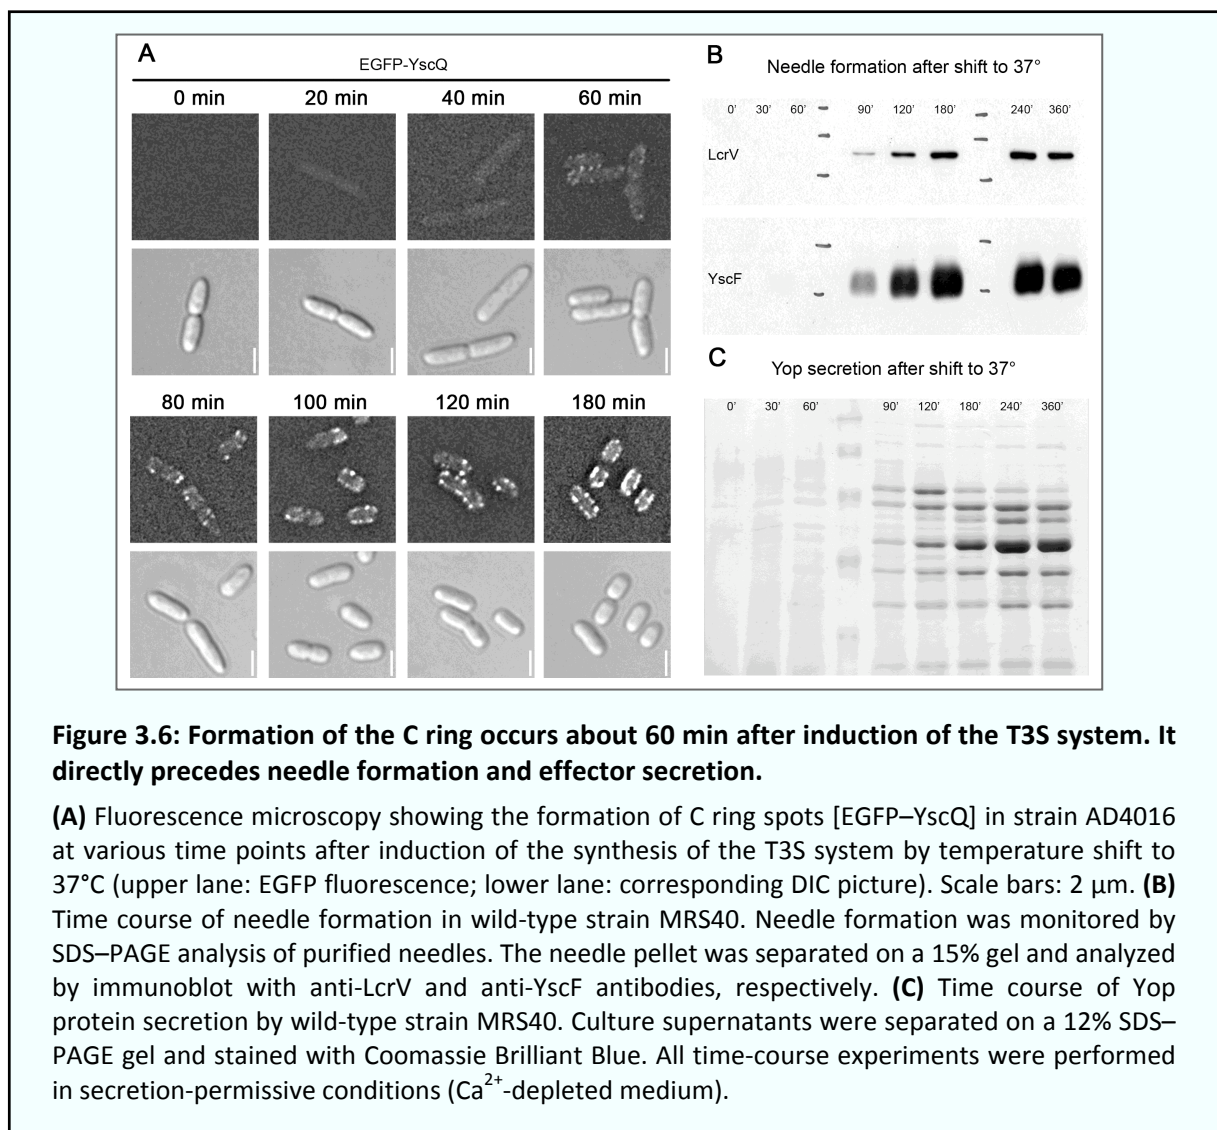 A
EGFP-YscQ
0 min 20 min 40 min 60 min
80 min 100 min 120 min 180 min
B
Needle formation after shift to 37°
0' 30' 60' 90' 120' 180' 240' 360'
LcrV
YscF
C
Yop secretion after shift to 37°
0' 30' 60' 90' 120' 180' 240' 360'
Figure 3.6: Formation of the C ring occurs about 60 min after induction of the T3S system. It
directly precedes needle formation and effector secretion.
(A) Fluorescence microscopy showing the formation of C ring spots [EGFP–YscQ] in strain AD4016
at various time points after induction of the synthesis of the T3S system by temperature shift to
37°C (upper lane: EGFP fluorescence; lower lane: corresponding DIC picture). Scale bars: 2 µm. (B)
Time course of needle formation in wild-type strain MRS40. Needle formation was monitored by
SDS–PAGE analysis of purified needles. The needle pellet was separated on a 15% gel and analyzed
by immunoblot with anti-LcrV and anti-YscF antibodies, respectively. (C) Time course of Yop
protein secretion by wild-type strain MRS40. Culture supernatants were separated on a 12% SDS–
PAGE gel and stained with Coomassie Brilliant Blue. All time-course experiments were performed
in secretion-permissive conditions (Ca²⁺-depleted medium).